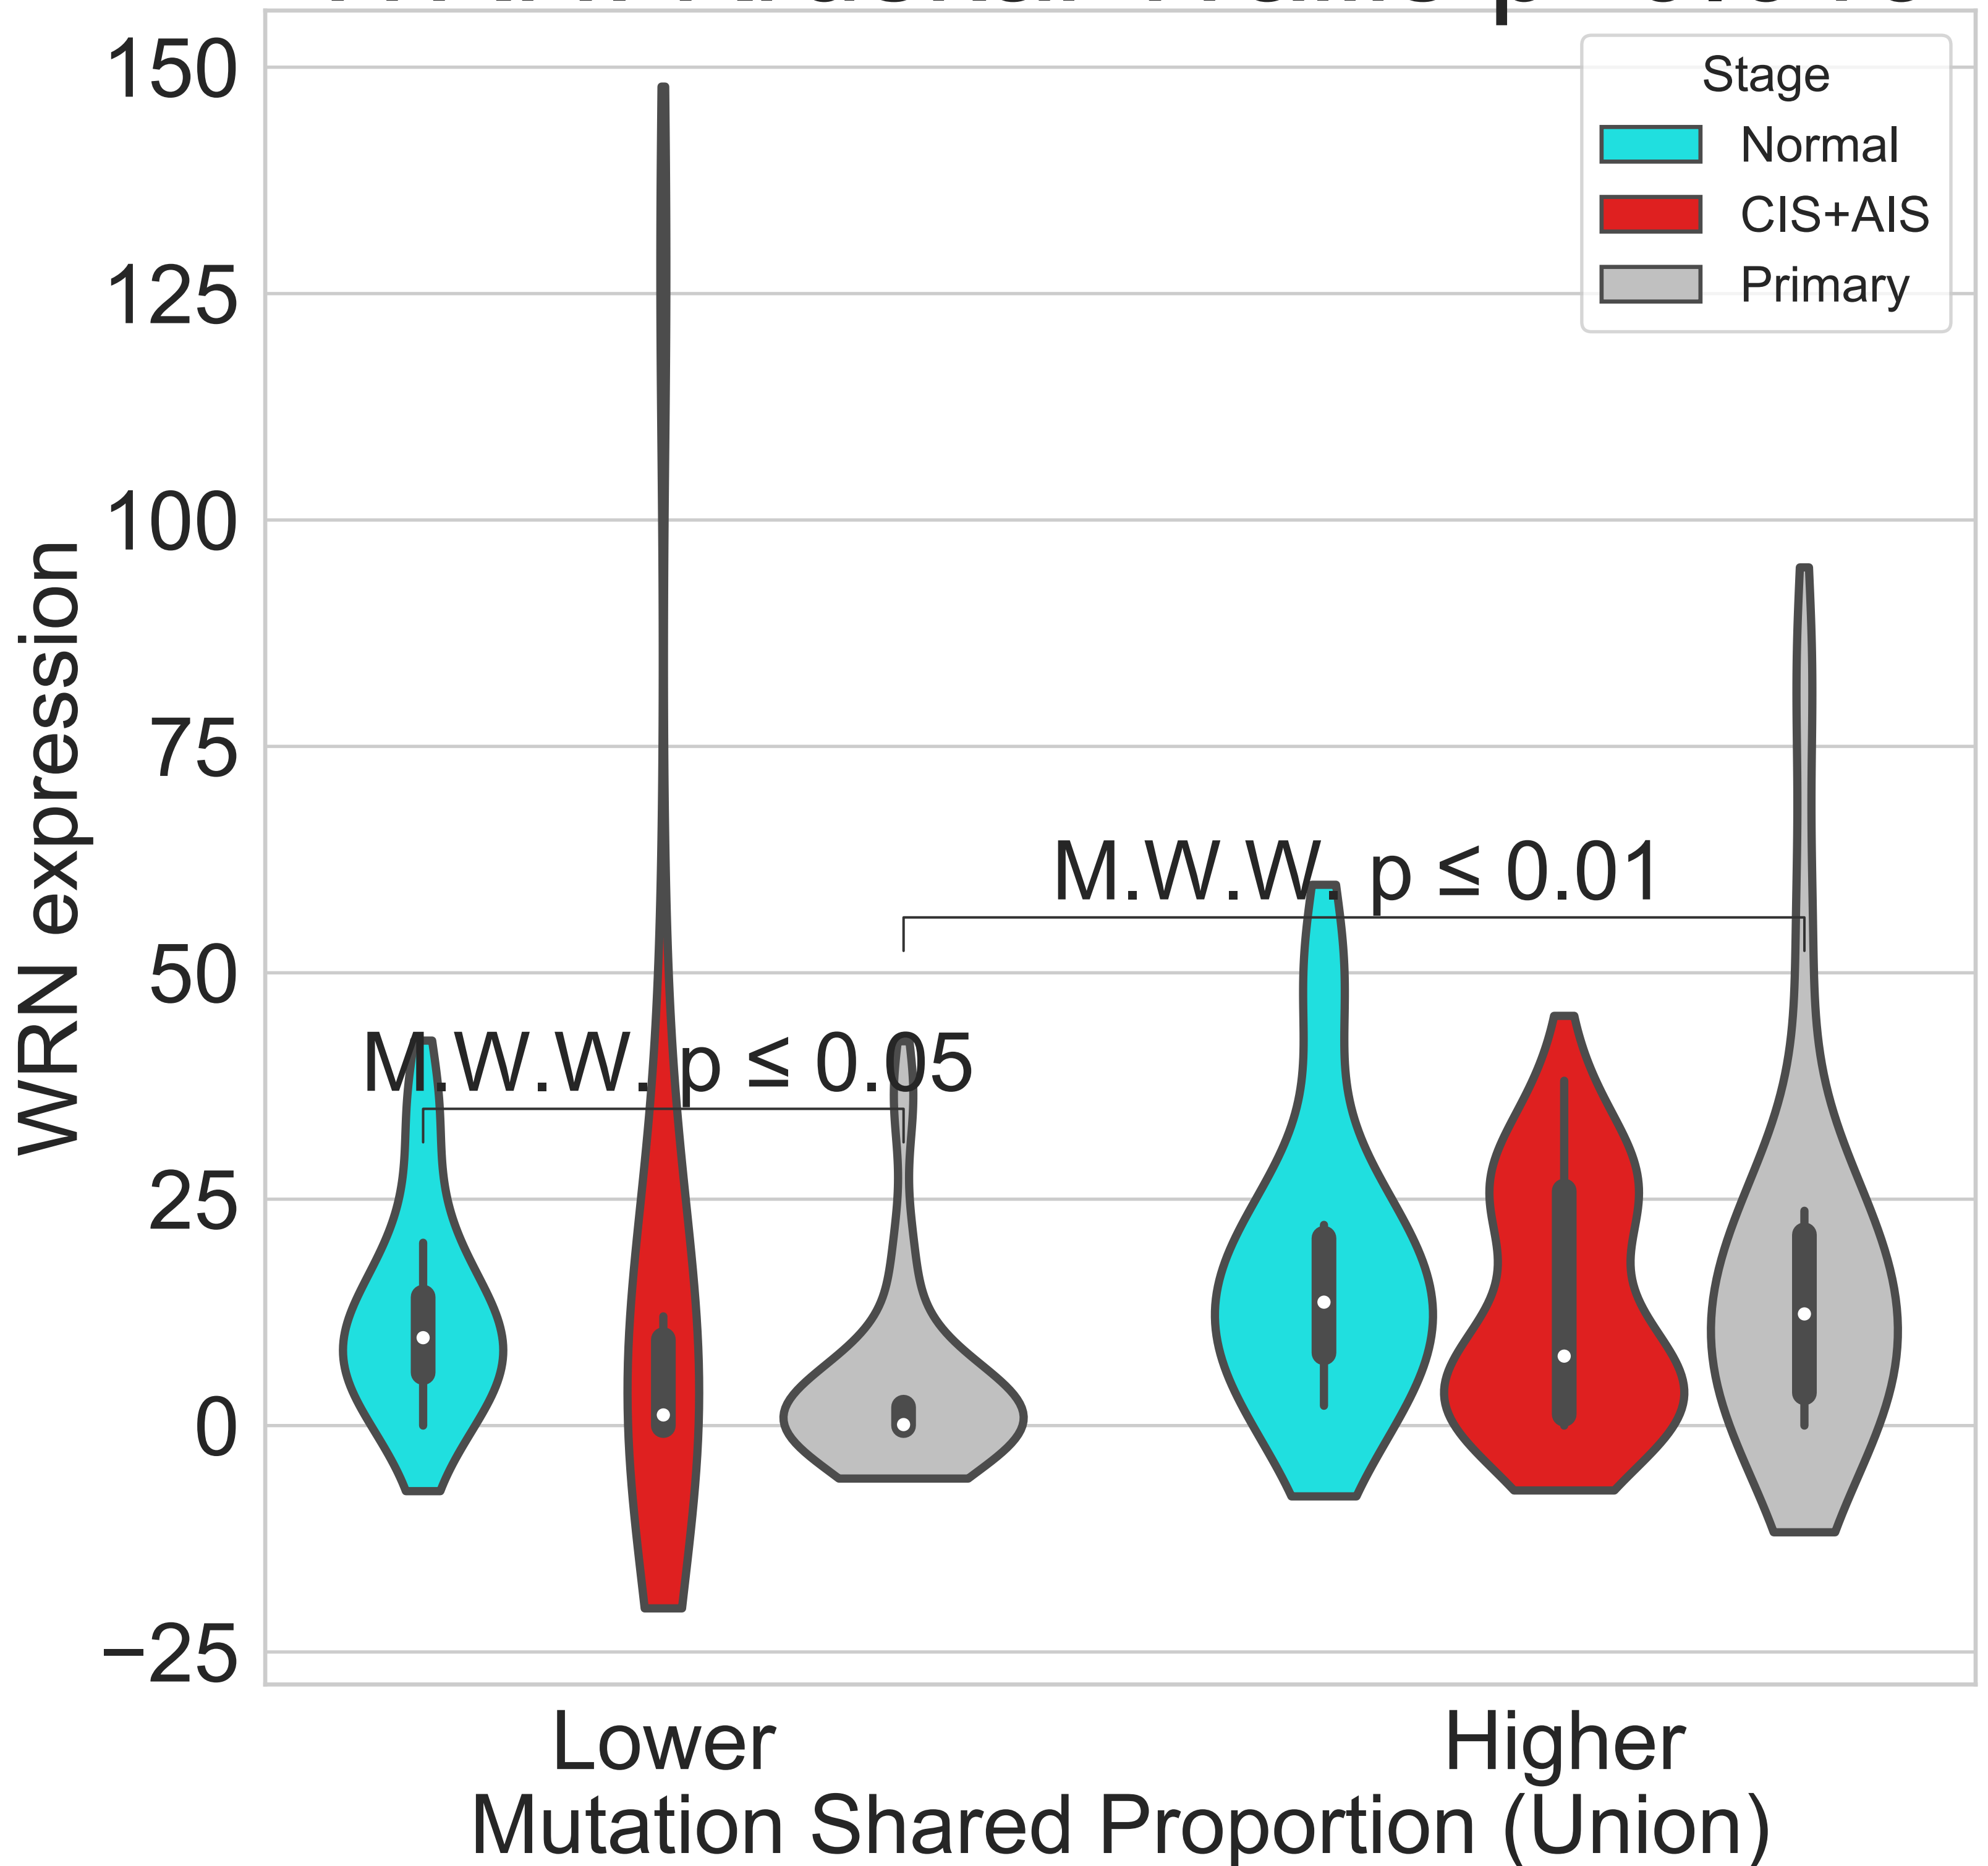 150
125
100
75
50
25
0
−25
WRN expression
Stage
Normal
CIS+AIS
Primary
M.W.W. p ≤ 0.01
M.W.W. p ≤ 0.05
Lower
Higher
Mutation Shared Proportion (Union)